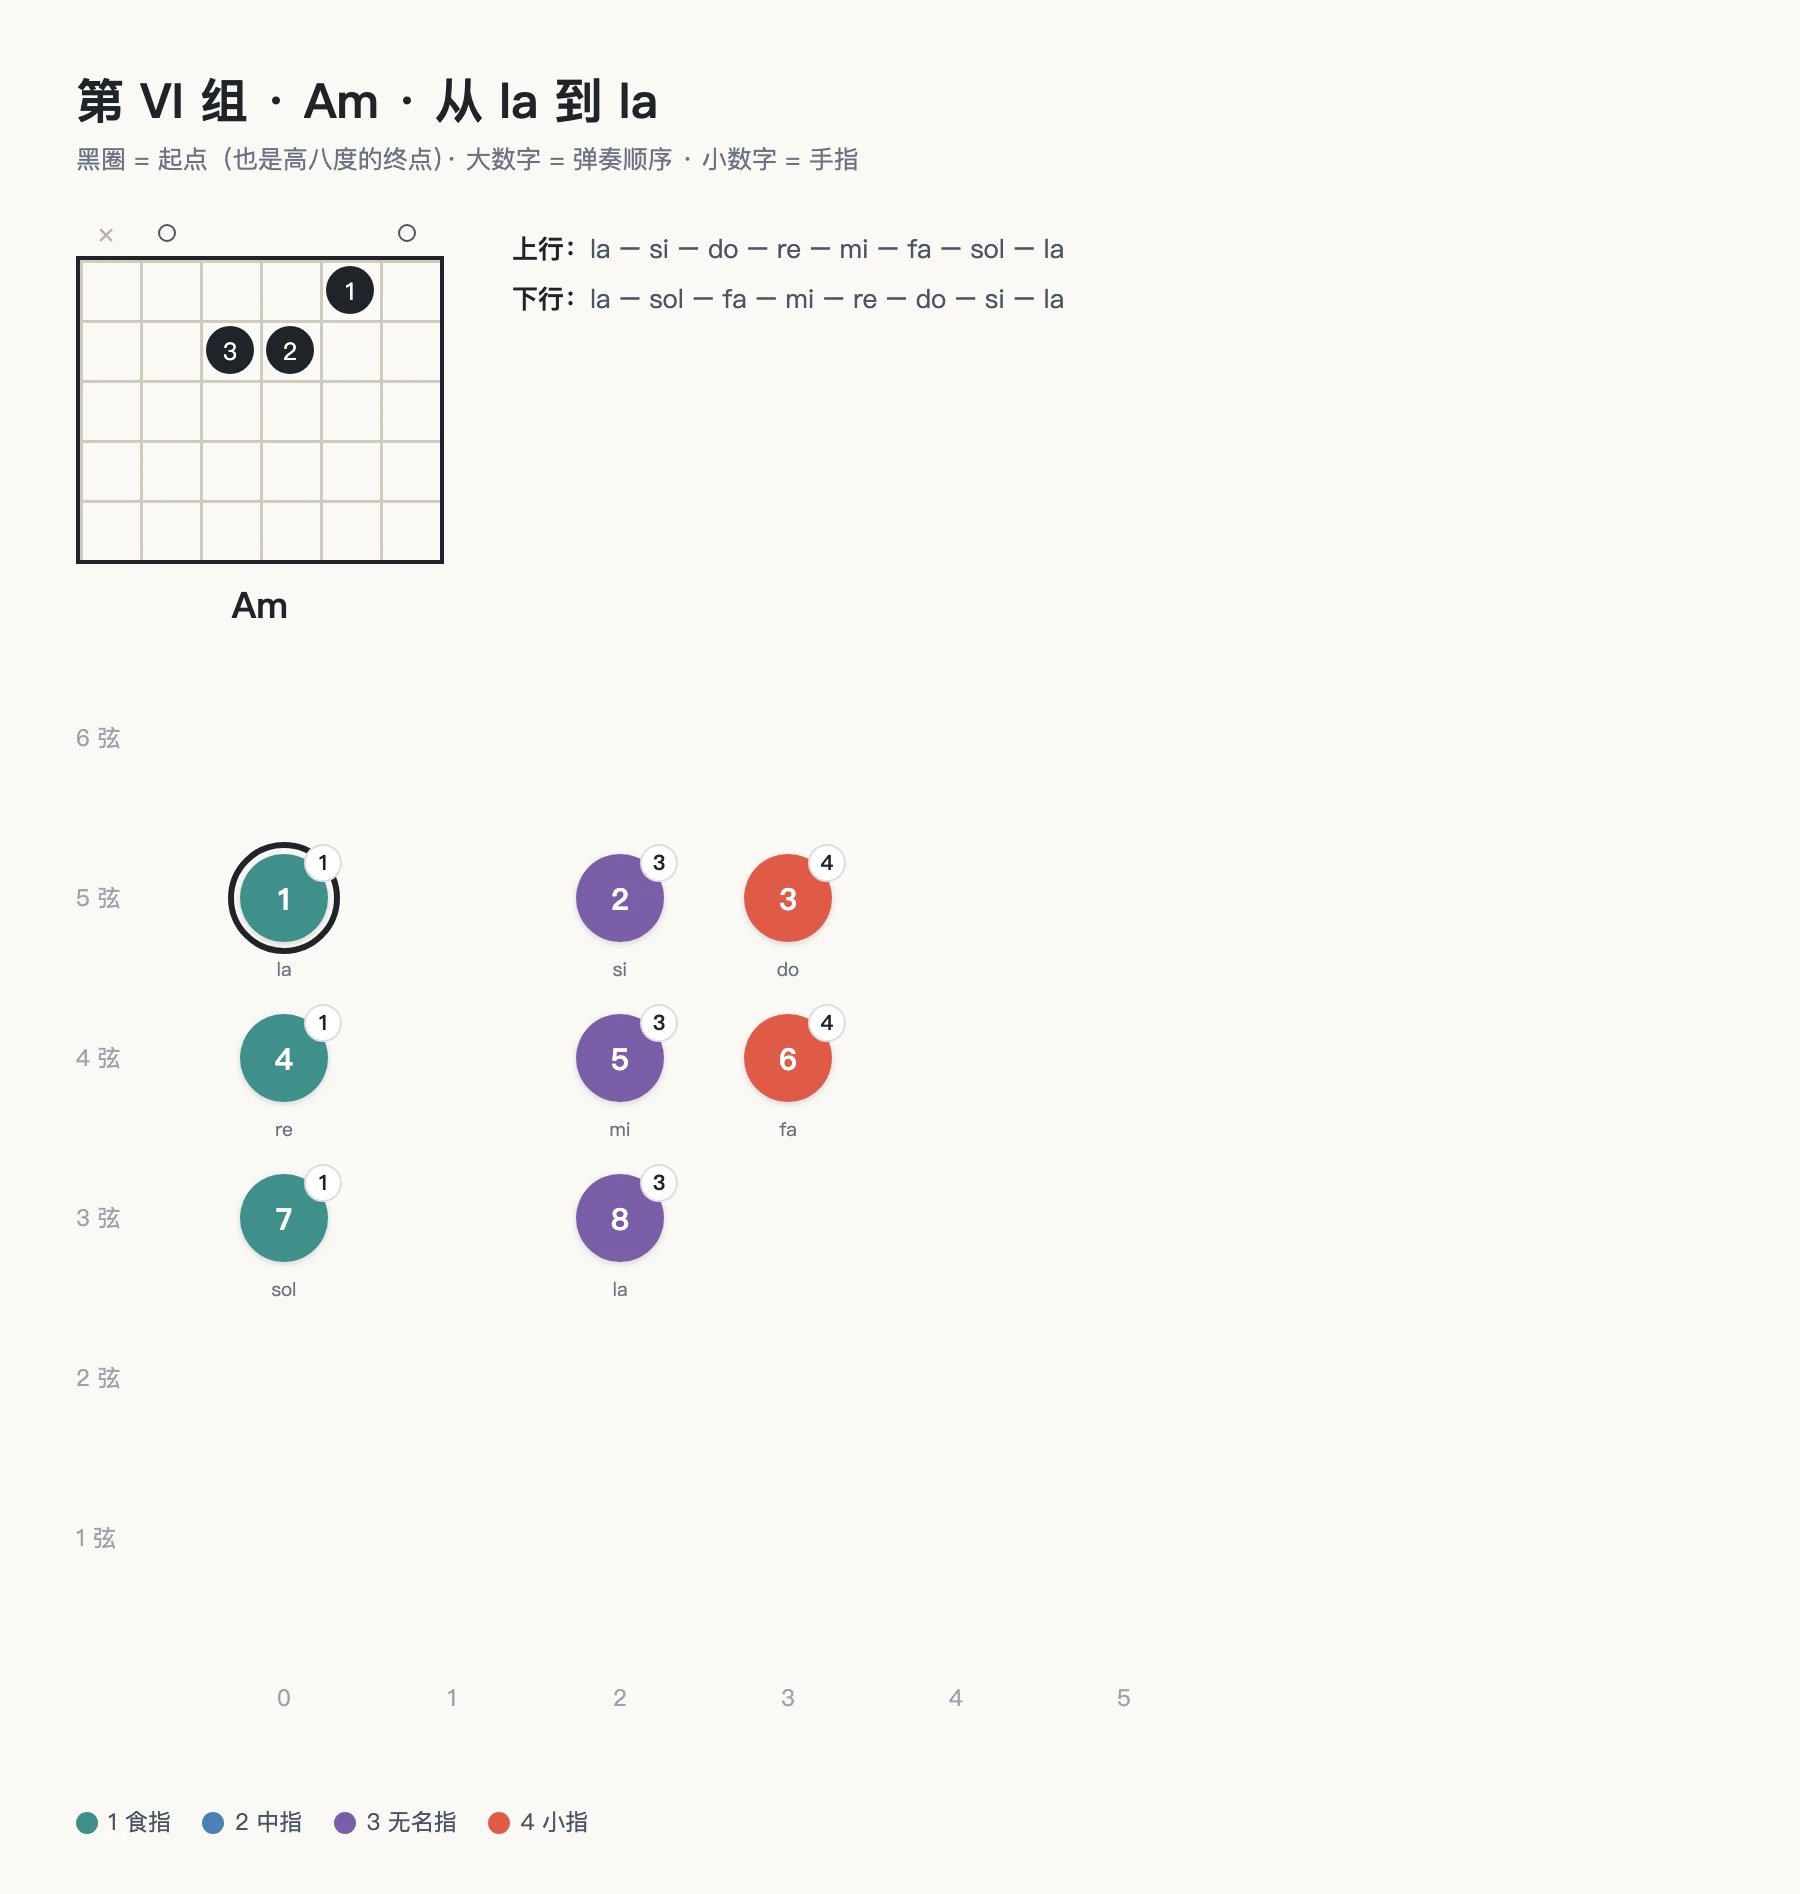 第 VI 组 · Am · 从 la 到 la
黑圈 = 起点（也是高八度的终点）· 大数字 = 弹奏顺序 · 小数字 = 手指
×
1
3 2
Am
上行：la — si — do — re — mi — fa — sol — la
下行：la — sol — fa — mi — re — do — si — la
6 弦
5 弦 1 1 2 3 3 4
la si do
4 弦 4 1 5 3 6 4
re mi fa
3 弦 7 1 8 3
sol la
2 弦
1 弦
0 1 2 3 4 5
1 食指 2 中指 3 无名指 4 小指